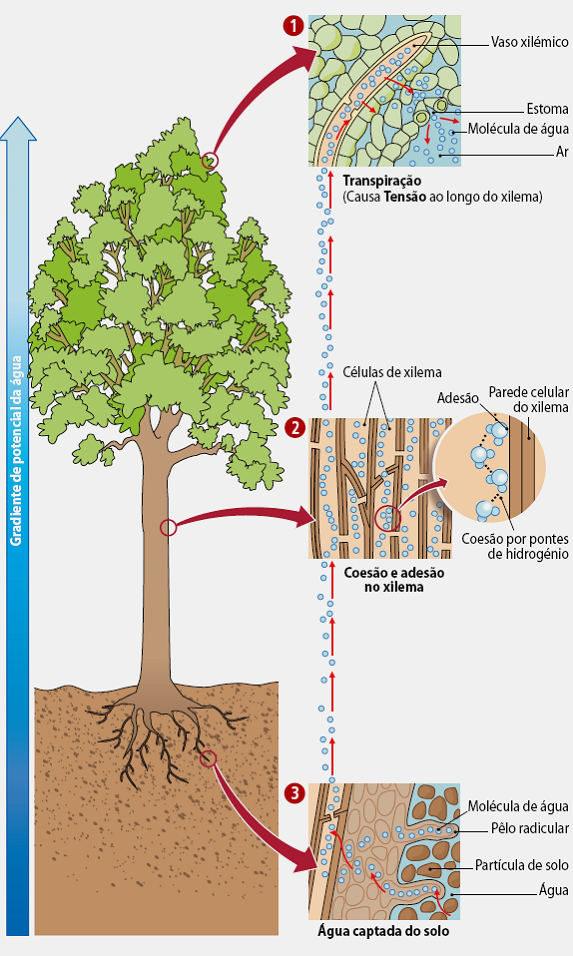 1
Vaso xilémico
Estoma
Molécula de água
Ar
Transpiração
(Causa Tensão ao longo do xilema)
Gradiente de potencial da água
Células de xilema
Adesão
Parede celular
do xilema
2
Coesão por pontes
de hidrogénio
Coesão e adesão
no xilema
3
Molécula de água
Pêlo radicular
Partícula de solo
Água
Água captada do solo